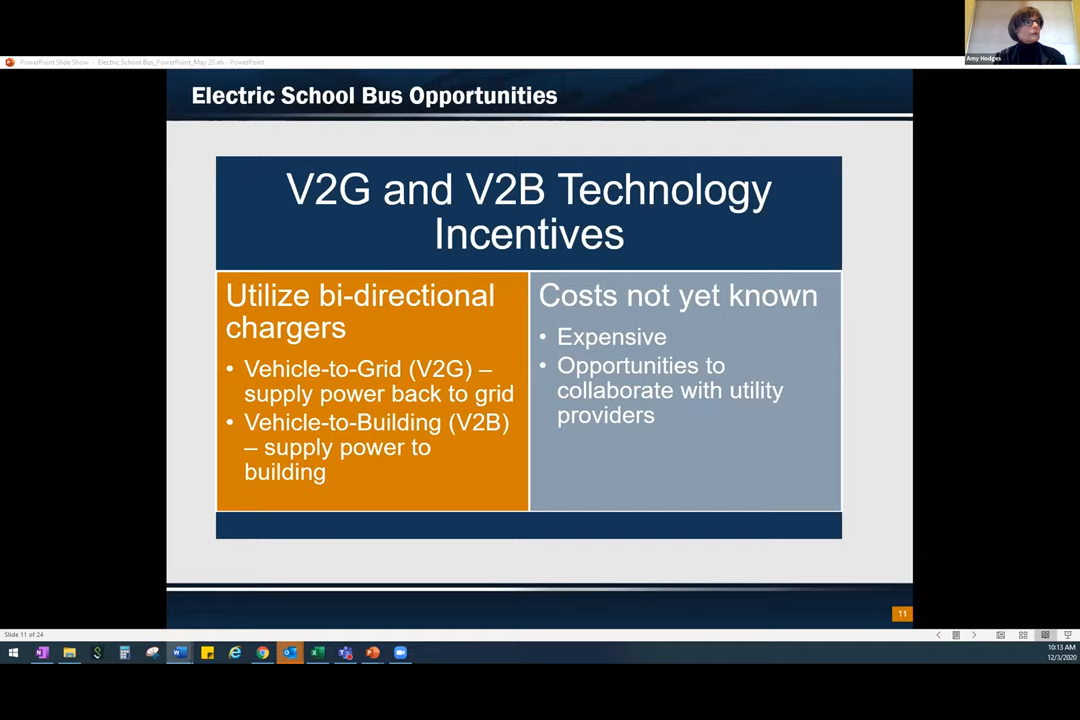 Amy Hodges
PowerPoint Slide Show - Electric School Bus_PowerPoint_May 20 ah - PowerPoint
Electric School Bus Opportunities
V2G and V2B Technology
Incentives
Utilize bi-directional
chargers
• Vehicle-to-Grid (V2G) –
supply power back to grid
• Vehicle-to-Building (V2B)
– supply power to
building
Costs not yet known
• Expensive
• Opportunities to
collaborate with utility
providers
11
Slide 11 of 24
10:13 AM
12/3/2020